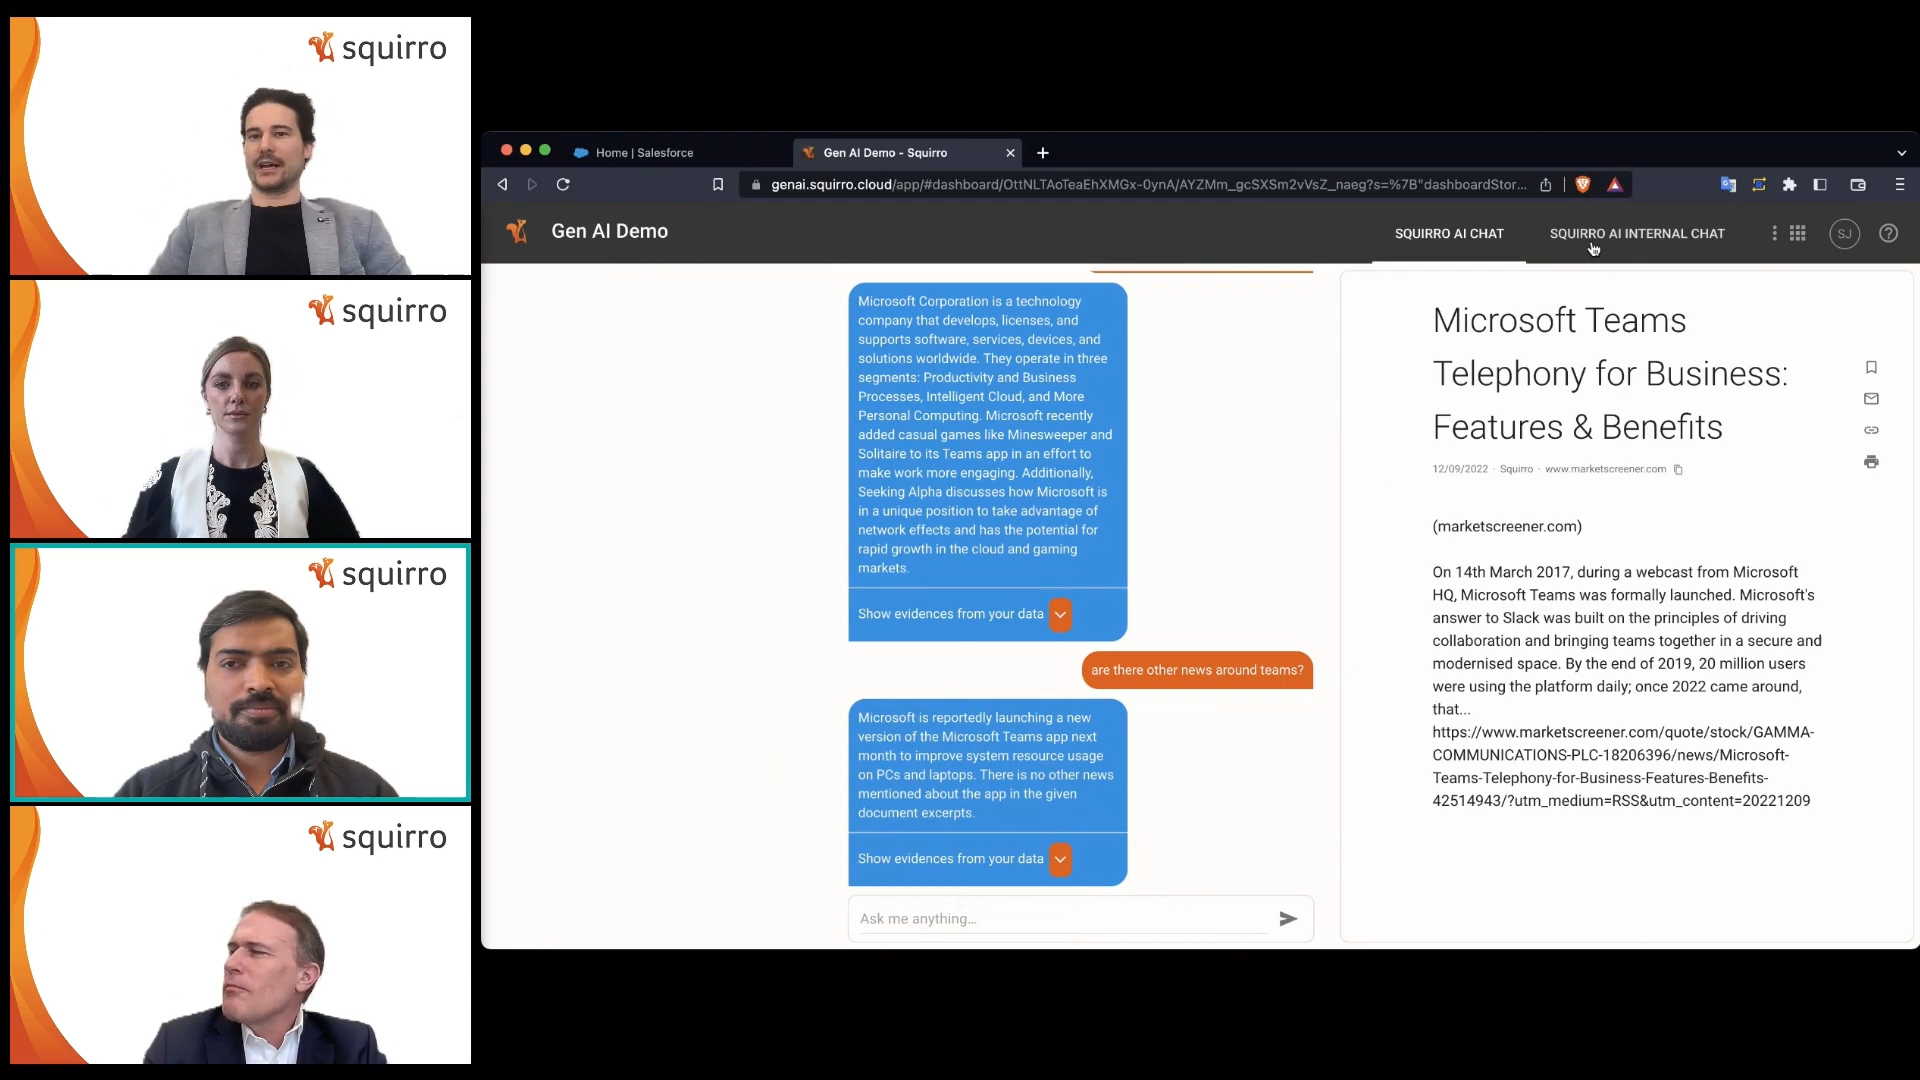 squirro
squirro
squirro
squirro
Home | Salesforce
Gen AI Demo - Squirro
genai.squirro.cloud/app/#dashboard/OttNLTAoTeaEhXMGx-0ynA/AYZMm_gcSXSm2vVsZ_naeg?s=%7B"dashboardStor...
Gen AI Demo
SQUIRRO AI CHAT
SQUIRRO AI INTERNAL CHAT
SJ
Microsoft Corporation is a technology
company that develops, licenses, and
supports software, services, devices, and
solutions worldwide. They operate in three
segments: Productivity and Business
Processes, Intelligent Cloud, and More
Personal Computing. Microsoft recently
added casual games like Minesweeper and
Solitaire to its Teams app in an effort to
make work more engaging. Additionally,
Seeking Alpha discusses how Microsoft is
in a unique position to take advantage of
network effects and has the potential for
rapid growth in the cloud and gaming
markets.
Show evidences from your data
are there other news around teams?
Microsoft is reportedly launching a new
version of the Microsoft Teams app next
month to improve system resource usage
on PCs and laptops. There is no other news
mentioned about the app in the given
document excerpts.
Show evidences from your data
Ask me anything...
Microsoft Teams
Telephony for Business:
Features & Benefits
12/09/2022 · Squirro · www.marketscreener.com
(marketscreener.com)
On 14th March 2017, during a webcast from Microsoft
HQ, Microsoft Teams was formally launched. Microsoft's
answer to Slack was built on the principles of driving
collaboration and bringing teams together in a secure and
modernised space. By the end of 2019, 20 million users
were using the platform daily; once 2022 came around,
that...
https://www.marketscreener.com/quote/stock/GAMMA-
COMMUNICATIONS-PLC-18206396/news/Microsoft-
Teams-Telephony-for-Business-Features-Benefits-
42514943/?utm_medium=RSS&utm_content=20221209